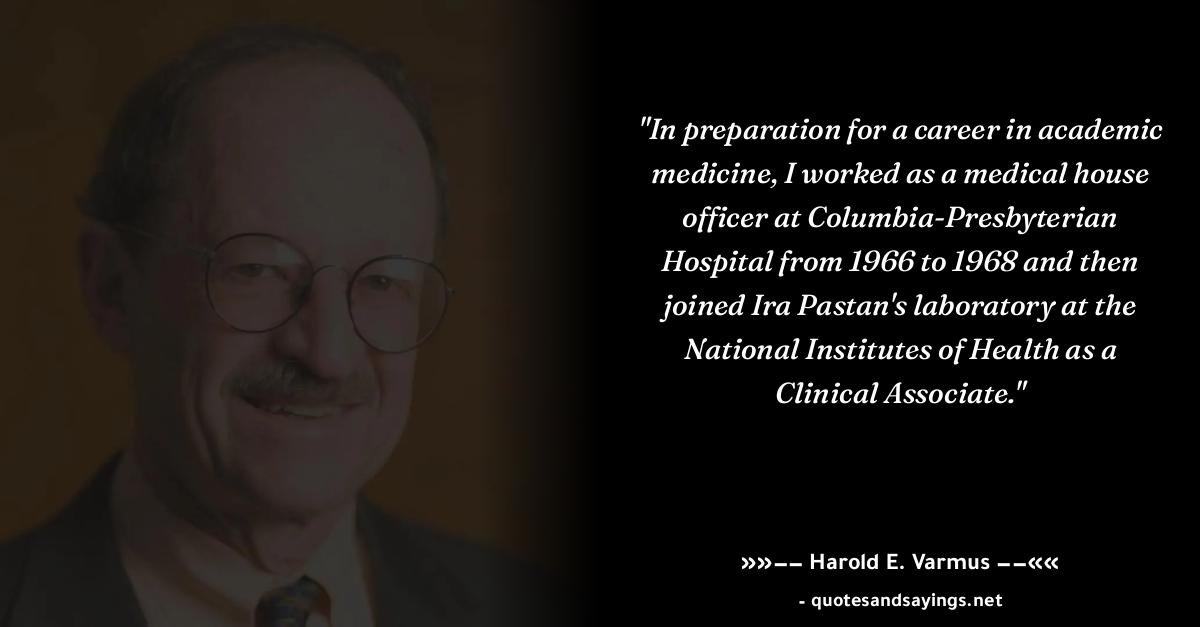 "In preparation for a career in academic
medicine, I worked as a medical house
officer at Columbia-Presbyterian
Hospital from 1966 to 1968 and then
joined Ira Pastan's laboratory at the
National Institutes of Health as a
Clinical Associate."
»»–– Harold E. Varmus ––««
- quotesandsayings.net